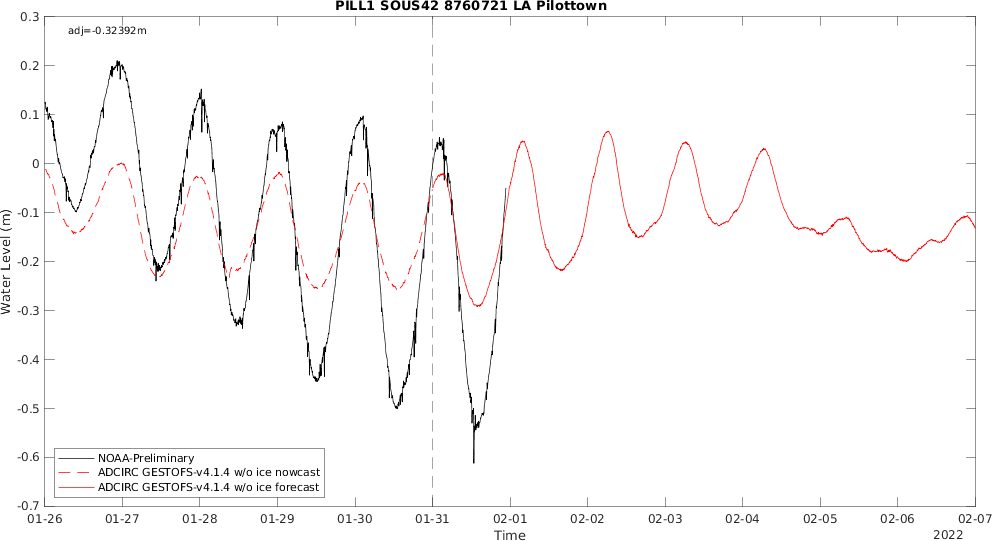 PILL1 SOUS42 8760721 LA Pilottown
adj=-0.32392m
0.3
0.2
0.1
0
-0.1
-0.2
-0.3
-0.4
-0.5
-0.6
-0.7
Water Level (m)
NOAA-Preliminary
ADCIRC GESTOFS-v4.1.4 w/o ice nowcast
ADCIRC GESTOFS-v4.1.4 w/o ice forecast
01-26 01-27 01-28 01-29 01-30 01-31 02-01 02-02 02-03 02-04 02-05 02-06 02-07
Time
2022